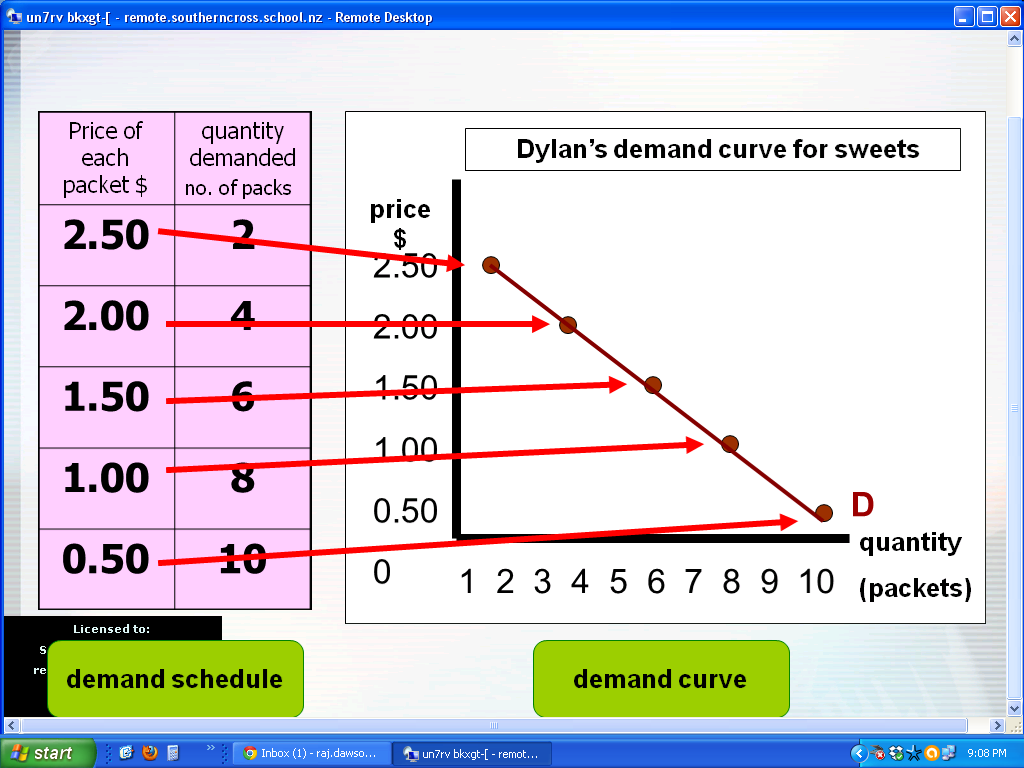 un7rv bkxgt-[ - remote.southerncross.school.nz - Remote Desktop
Price of each packet $
quantity demanded no. of packs
2.50 2
2.00 4
1.50 6
1.00 8
0.50 10
Dylan's demand curve for sweets
price
$
2.50
2.00
1.50
1.00
0.50
0
1 2 3 4 5 6 7 8 9 10
D
quantity
(packets)
Licensed to:
S
re
demand schedule
demand curve
start
Inbox (1) - raj.dawso...
un7rv bkxgt-[ - remot...
9:08 PM